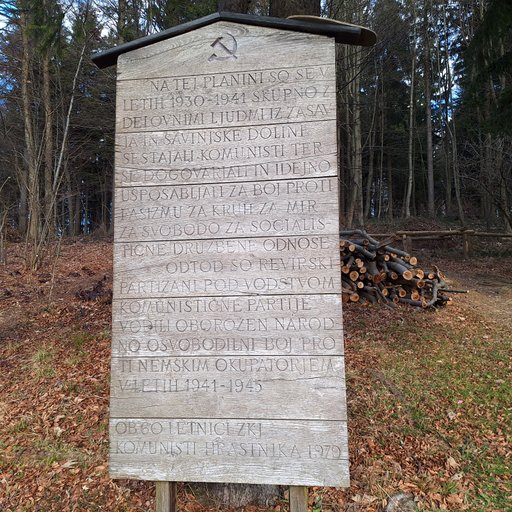 NA TEJ PLANINI SO SE V
LETIH 1930-1941 SKUPNO Z
DELOVNIMI LJUDMI IZ ZASAV
JA IN SAVINJSKE DOLINE
SESTAJALI KOMUNISTI TER
SE DOGOVARJALI IN IDEJNO
USPOSABLJALI ZA BOJ PROTI
FAŠIZMU ZA KRUH ZA MIR
ZA SVOBODO ZA SOCIALIS
TIČNE DRUŽBENE ODNOSE
ODTOD SO REVIRSKI
PARTIZANI POD VODSTVOM
KOMUNISTIČNE PARTIJE
VODILI OBOROŽEN NAROD
NO OSVOBODILNI BOJ PRO
TI NEMŠKIM OKUPATORJEM
V LETIH 1941-1945
OB 60 LETNICI ZKJ
KOMUNISTI HRASTNIKA 1979